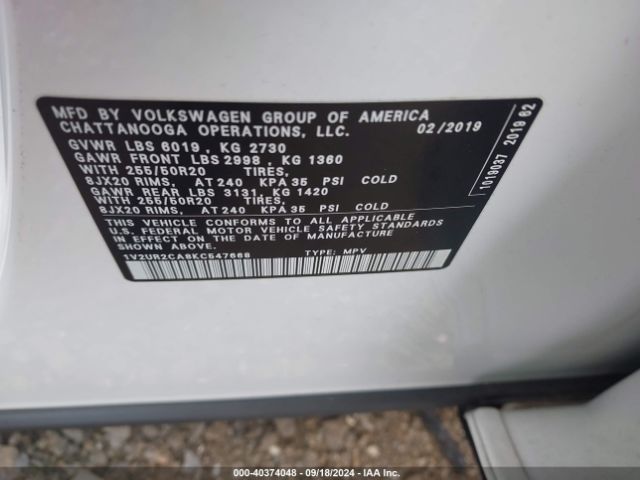 MFD BY VOLKSWAGEN GROUP OF AMERICA
CHATTANOOGA OPERATIONS, LLC. 02/2019
GVWR LBS 6019 , KG 2730
GAWR FRONT LBS 2998 , KG 1360
WITH 255/50R20 TIRES,
8JX20 RIMS, AT 240 KPA 35 PSI COLD
GAWR REAR LBS 3131, KG 1420
WITH 255/50R20 TIRES,
8JX20 RIMS, AT 240 KPA 35 PSI COLD
THIS VEHICLE CONFORMS TO ALL APPLICABLE
U.S. FEDERAL MOTOR VEHICLE SAFETY STANDARDS
IN EFFECT ON THE DATE OF MANUFACTURE
SHOWN ABOVE.
1V2UR2CA8KC547668 TYPE: MPV
1019037 2019 62
000-40374048 - 09/18/2024 - IAA Inc.